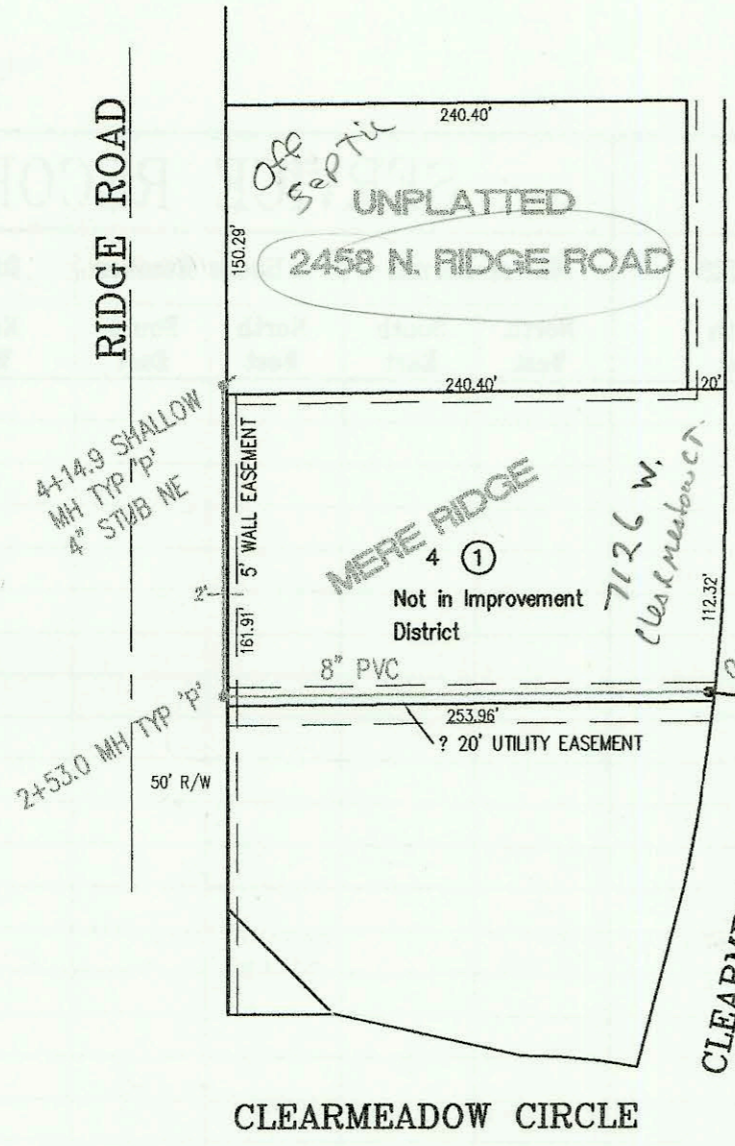 RIDGE ROAD
240.40'
Off
Septic
UNPLATTED
2458 N. RIDGE ROAD
150.29'
240.40'
20'
4+14.9 SHALLOW
MH TYP 'P'
4" STUB NE
5' WALL EASEMENT
MERE RIDGE
4 1
Not in Improvement
District
7126 W.
Clearmeadow CT.
112.32'
2'
161.91'
8" PVC
2+53.0 MH TYP 'P'
253.96'
? 20' UTILITY EASEMENT
50' R/W
CLEARMEADOW CIRCLE